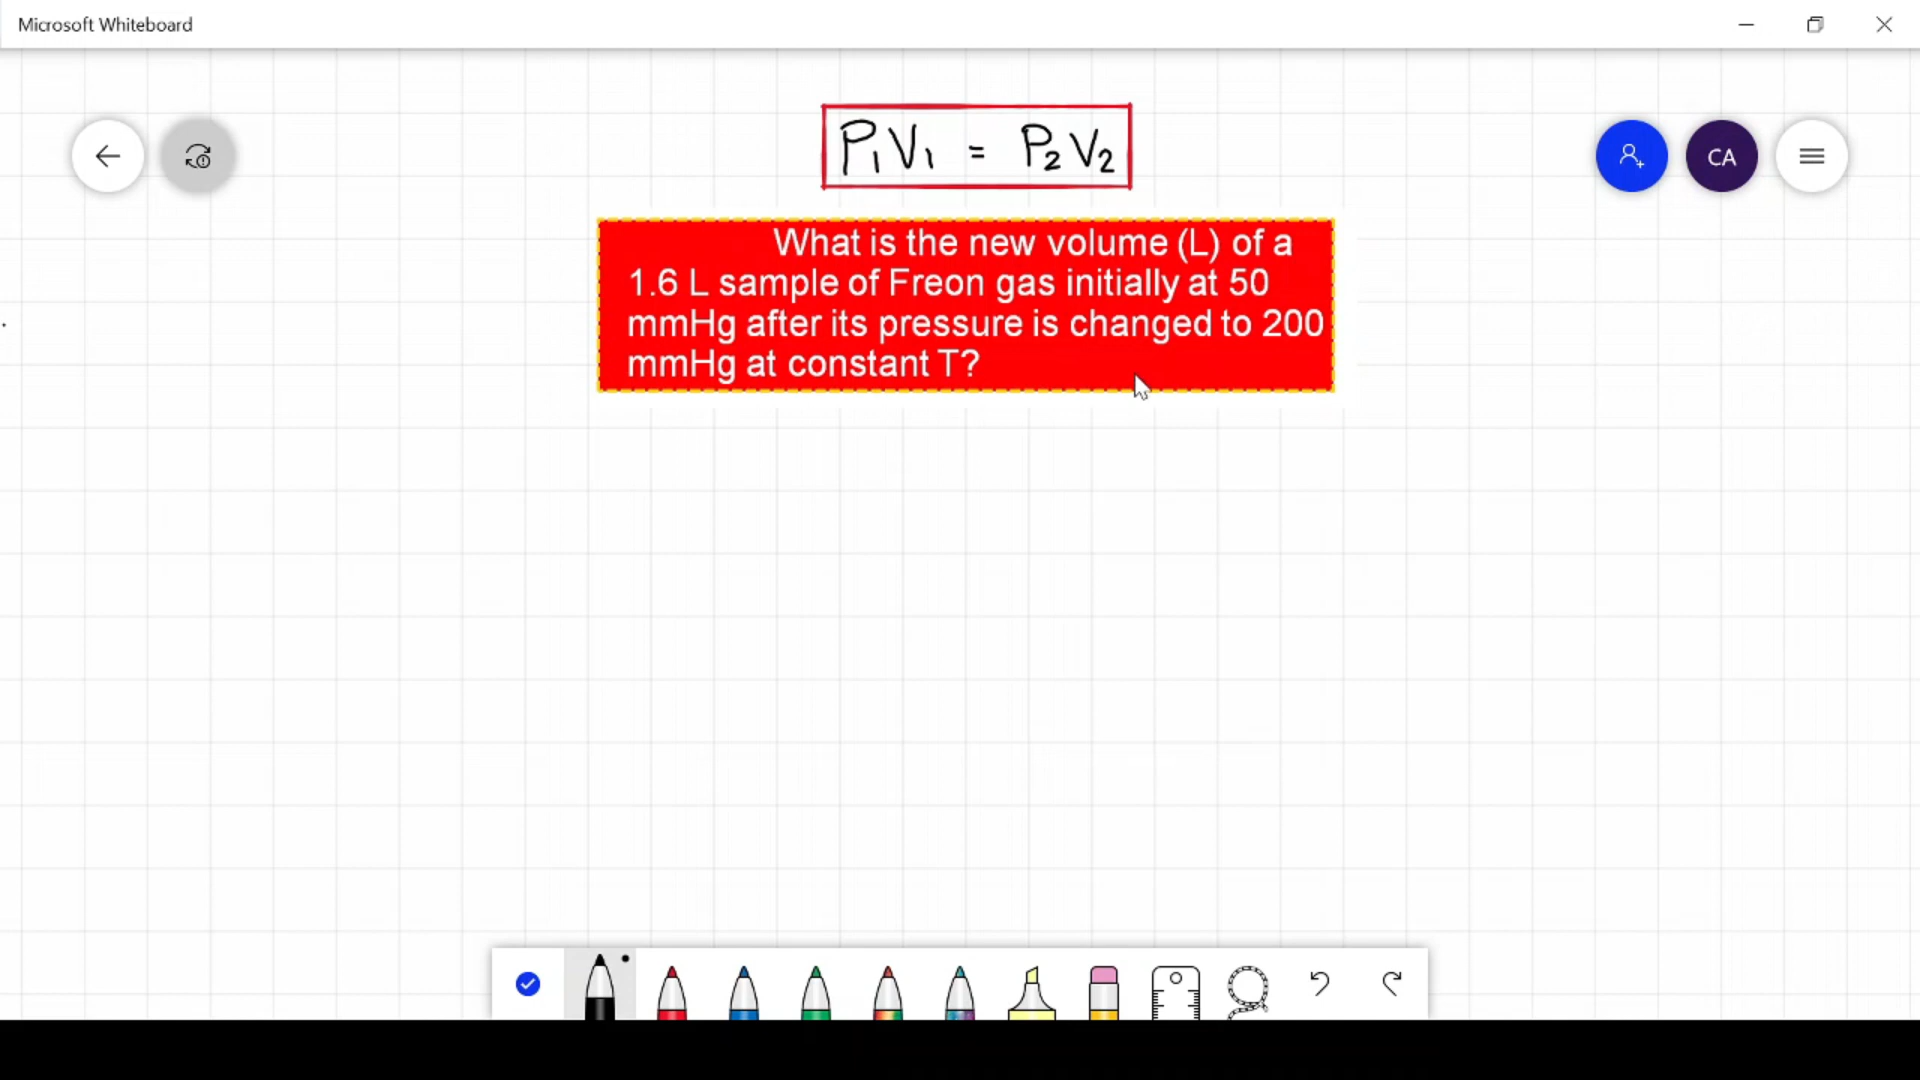 Microsoft Whiteboard
P₁V₁ = P₂V₂
CA
What is the new volume (L) of a
1.6 L sample of Freon gas initially at 50
mmHg after its pressure is changed to 200
mmHg at constant T?